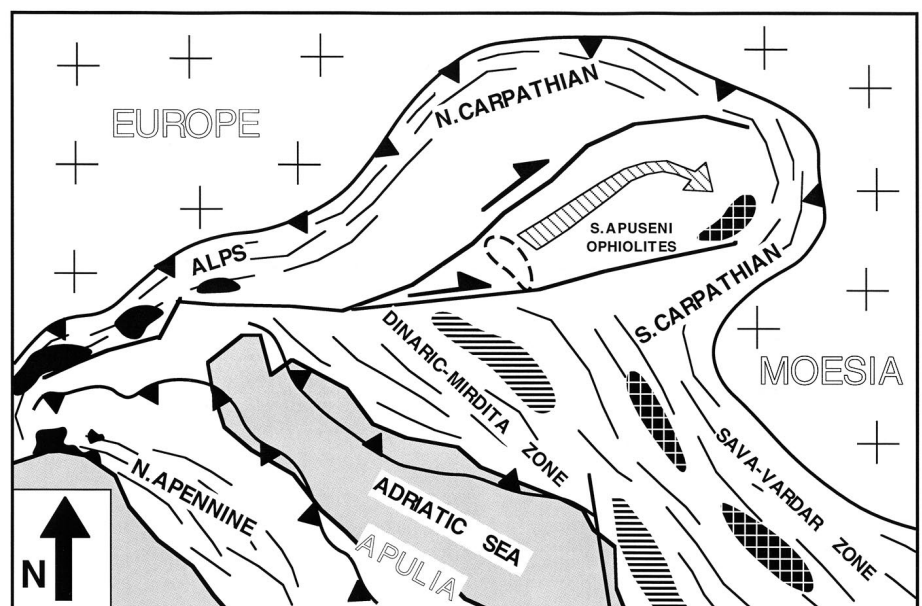 EUROPE
N. CARPATHIAN
S. APUSENI
OPHIOLITES
ALPS
S. CARPATHIAN
DINARIC-MIRDITA ZONE
MOESIA
SAVA-VARDAR ZONE
N. APENNINE
ADRIATIC SEA
APULIA
N